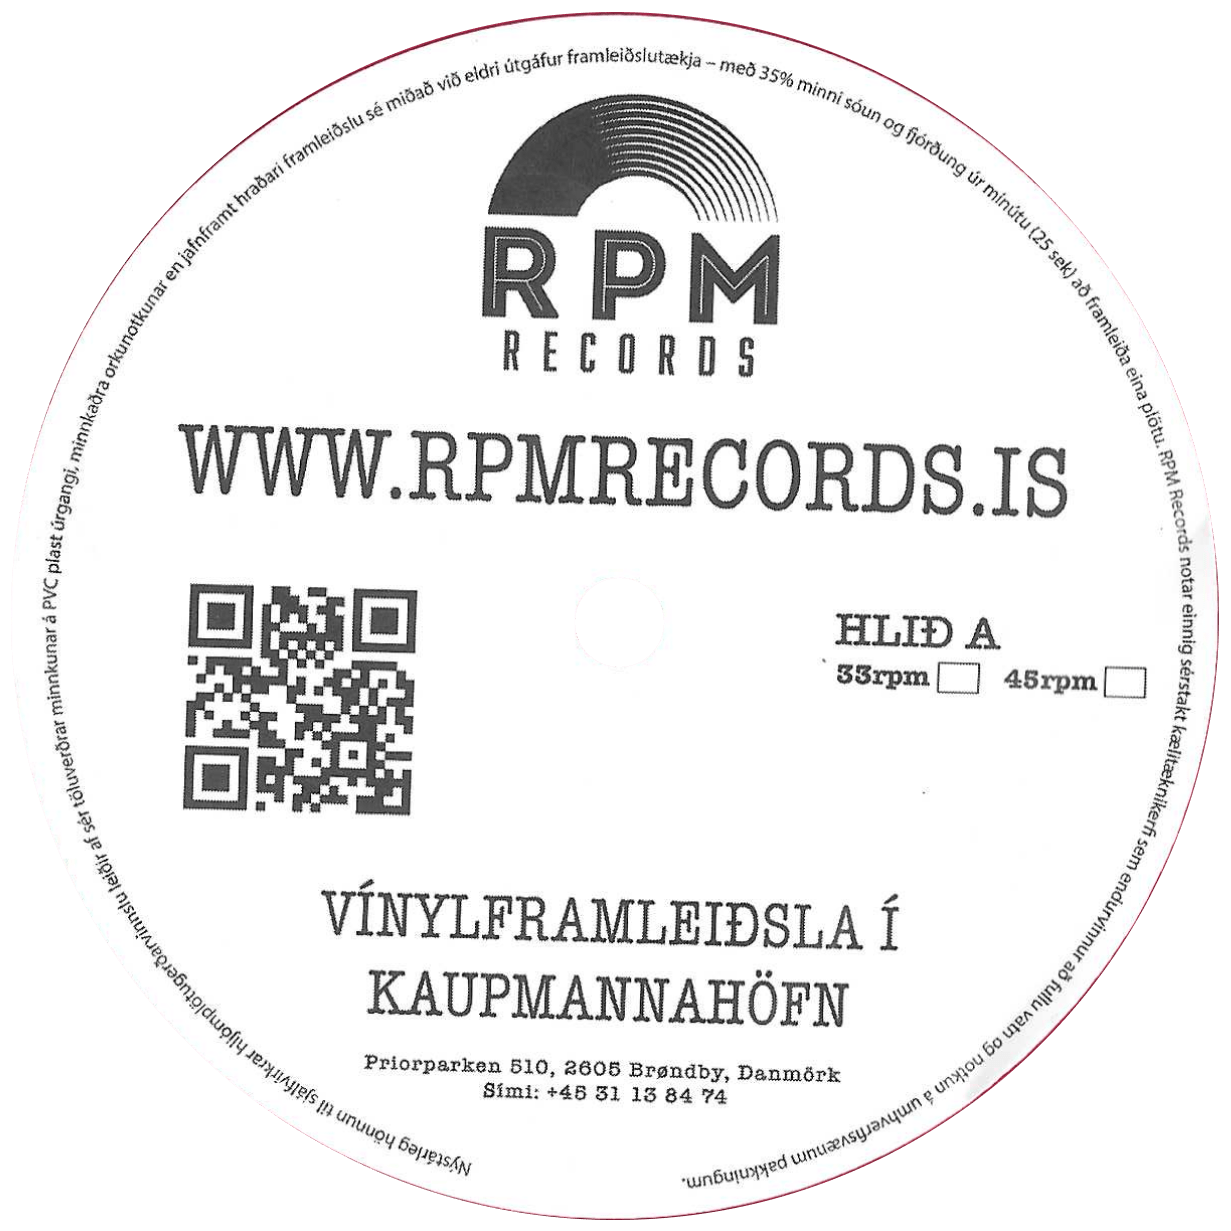 RPM
RECORDS
WWW.RPMRECORDS.IS
HLIÐ A
33rpm 45rpm
VÍNYLFRAMLEIÐSLA Í
KAUPMANNAHÖFN
Priorparken 510, 2605 Brøndby, Danmörk
Sími: +45 31 13 84 74
Nýstárleg hönnun til sjálfvirkrar hljómplötugerðarvinnslu leiðir af sér töluverðrar minnkunar á PVC plast úrgangi, minnkaðra orkunotkunar en jafnframt hraðari framleiðslu sé miðað við eldri útgáfur framleiðslutækja – með 35% minni sóun og fjórðung úr mínútu (25 sek) að framleiða eina plötu. RPM Records notar einnig sérstakt kælitæknikerfi sem endurvinnur að fullu vatn og notkun á umhverfisvænum pakkningum.